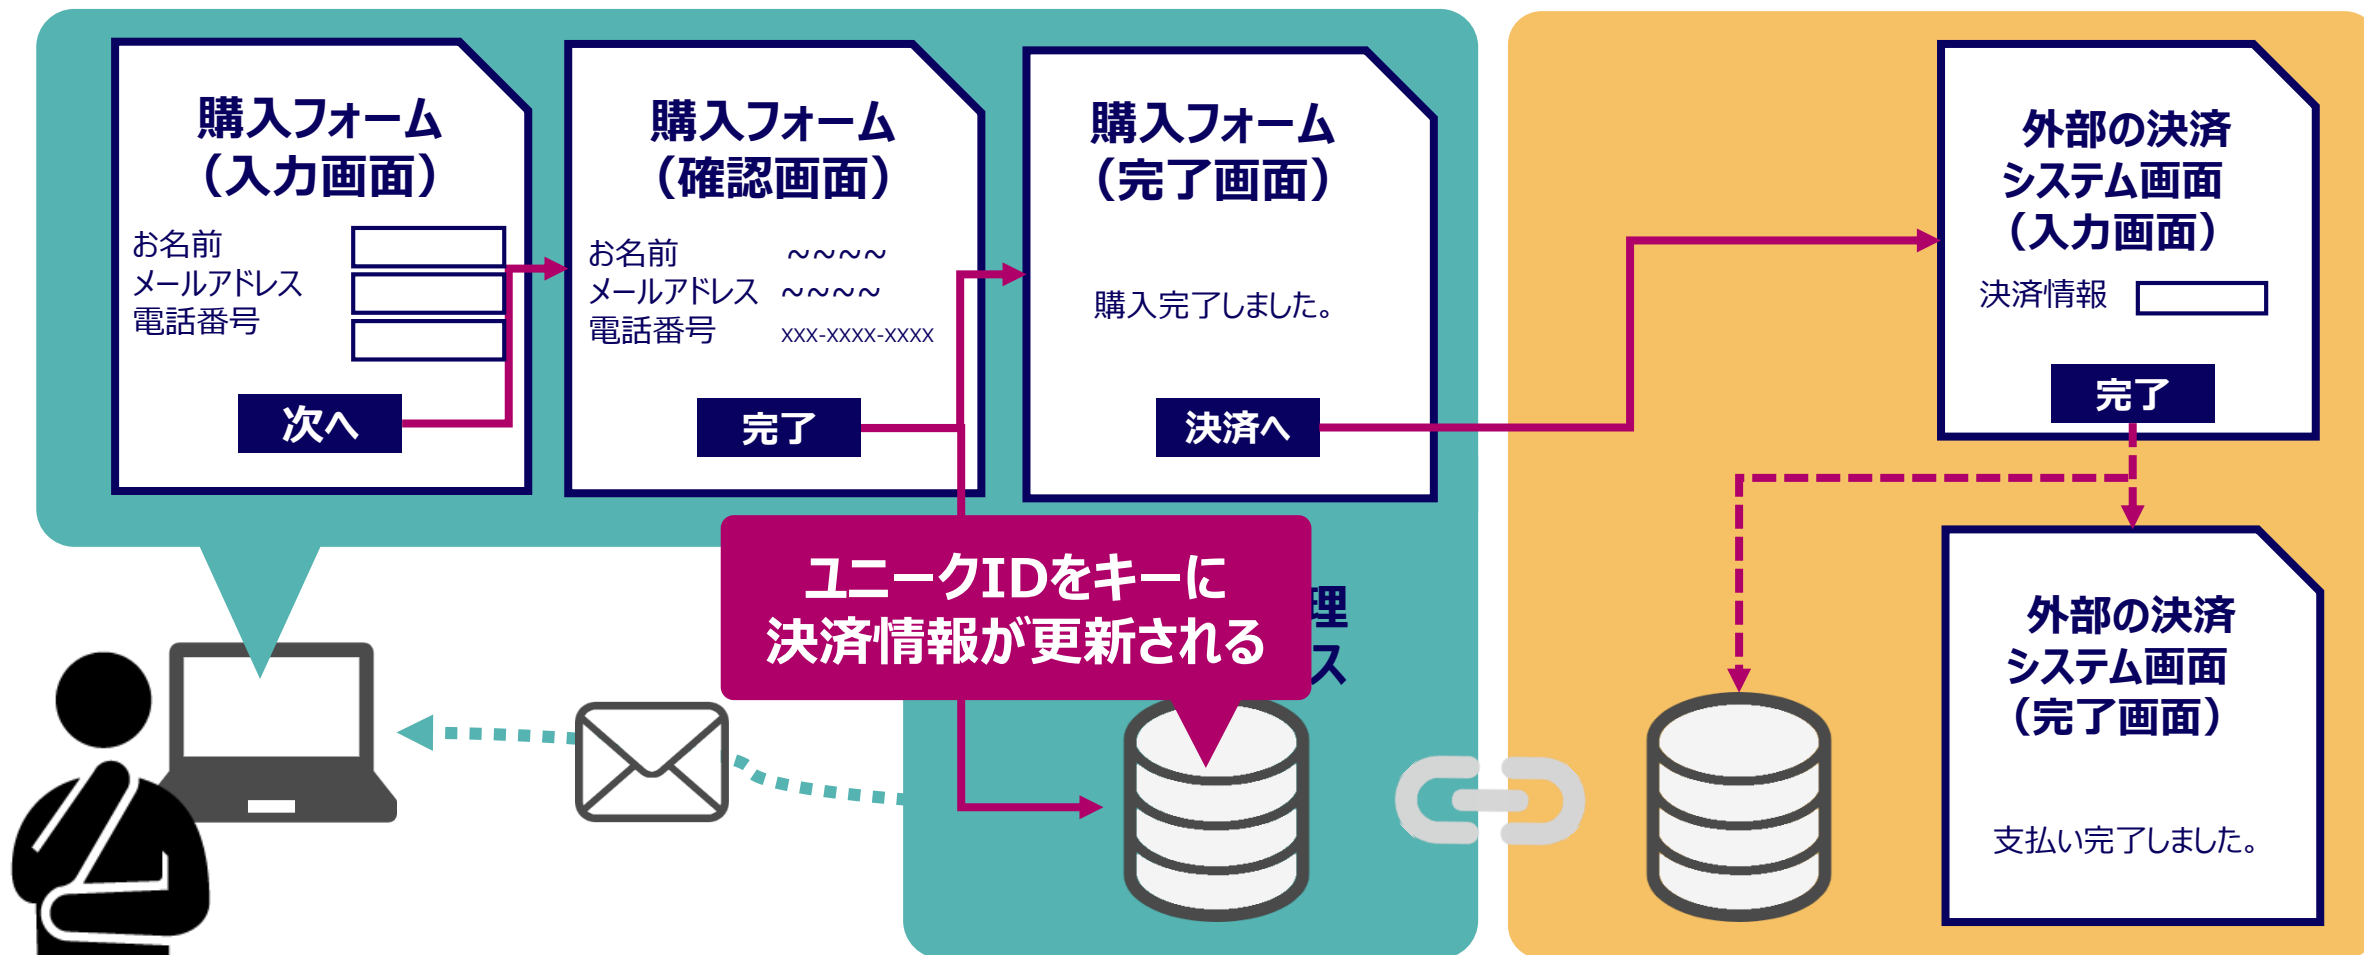 購入フォーム
（入力画面）
お名前
メールアドレス
電話番号
次へ
購入フォーム
（確認画面）
お名前 ~~~~
メールアドレス ~~~~
電話番号 xxx-xxxx-xxxx
完了
購入フォーム
（完了画面）
購入完了しました。
決済へ
外部の決済
システム画面
（入力画面）
決済情報
完了
ユニークIDをキーに
決済情報が更新される
理
ス
外部の決済
システム画面
（完了画面）
支払い完了しました。